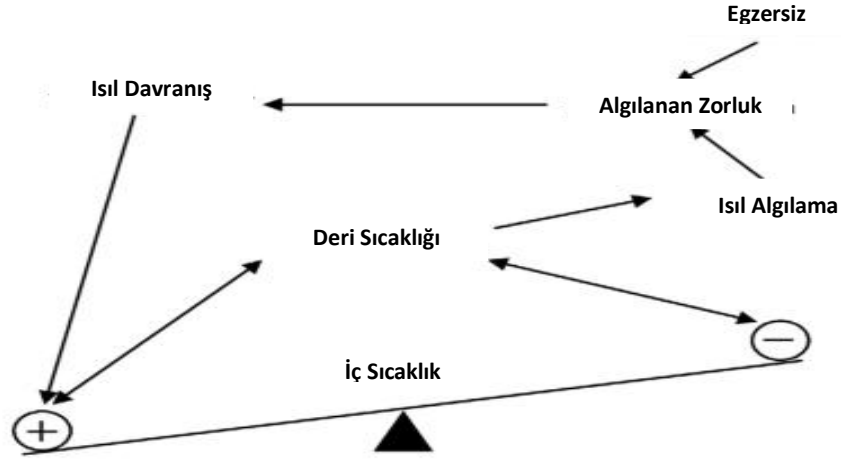 Egzersiz
Isıl Davranış
Algılanan Zorluk
Isıl Algılama
Deri Sıcaklığı
İç Sıcaklık
+
−